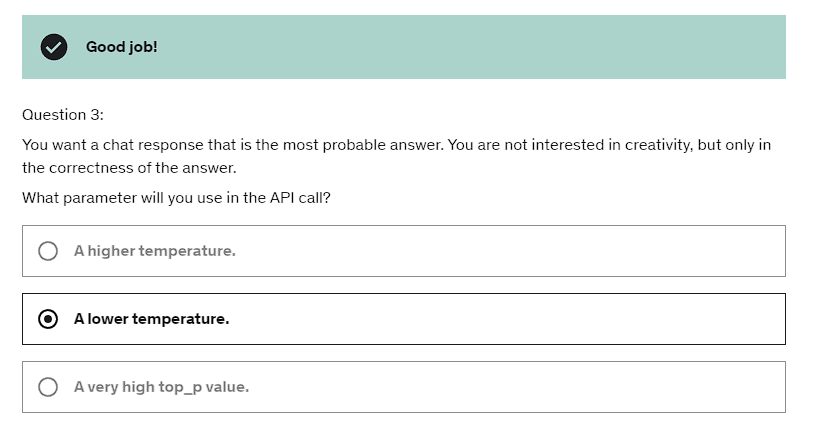 Good job!
Question 3:
You want a chat response that is the most probable answer. You are not interested in creativity, but only in
the correctness of the answer.
What parameter will you use in the API call?
A higher temperature.
A lower temperature.
A very high top_p value.